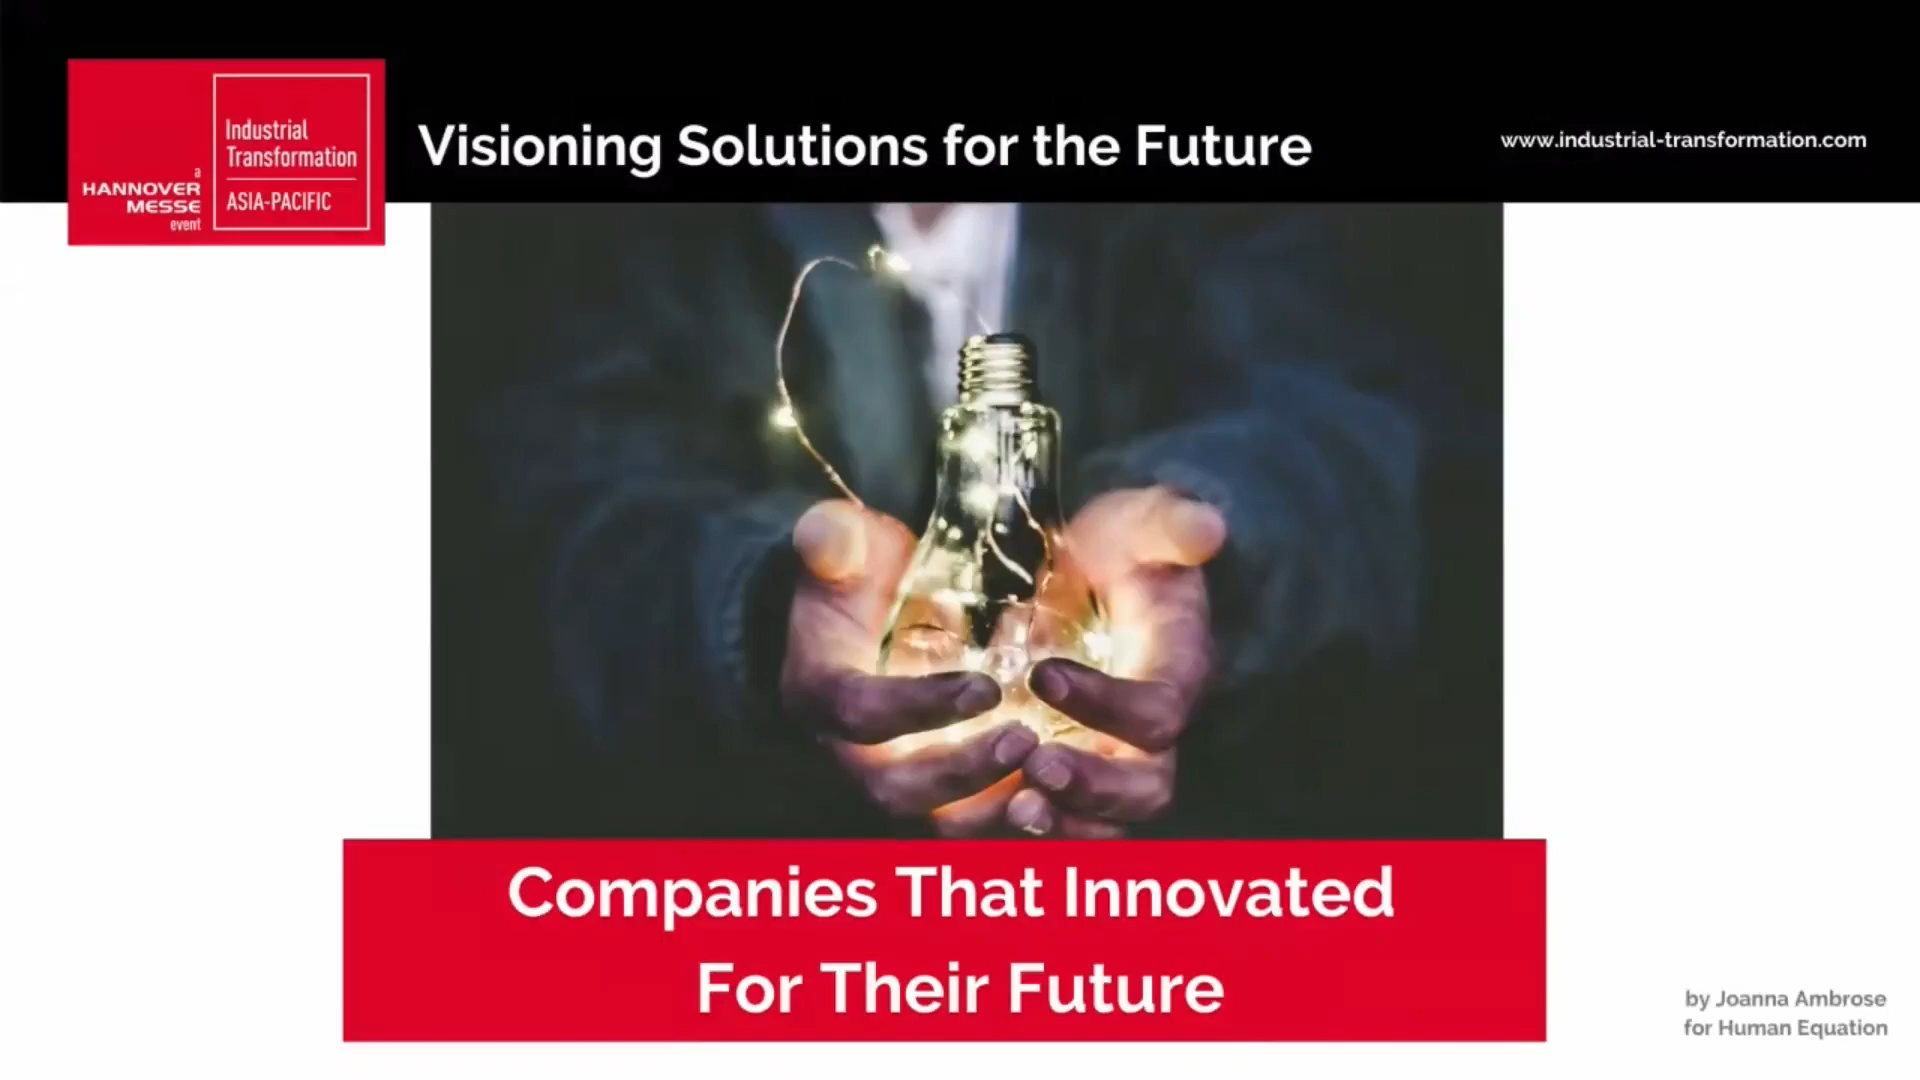 a
HANNOVER
MESSE
event
Industrial
Transformation
ASIA-PACIFIC
Visioning Solutions for the Future
www.industrial-transformation.com
Companies That Innovated
For Their Future
by Joanna Ambrose
for Human Equation